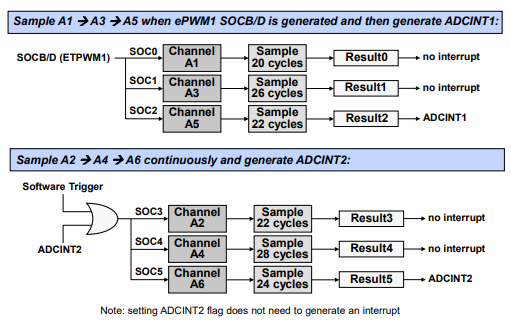 Sample A1 → A3 → A5 when ePWM1 SOCB/D is generated and then generate ADCINT1:
SOCB/D (ETPWM1) SOC0 Channel A1 Sample 20 cycles Result0 no interrupt
SOC1 Channel A3 Sample 26 cycles Result1 no interrupt
SOC2 Channel A5 Sample 22 cycles Result2 ADCINT1
Sample A2 → A4 → A6 continuously and generate ADCINT2:
Software Trigger
SOC3 Channel A2 Sample 22 cycles Result3 no interrupt
ADCINT2 SOC4 Channel A4 Sample 28 cycles Result4 no interrupt
SOC5 Channel A6 Sample 24 cycles Result5 ADCINT2
Note: setting ADCINT2 flag does not need to generate an interrupt